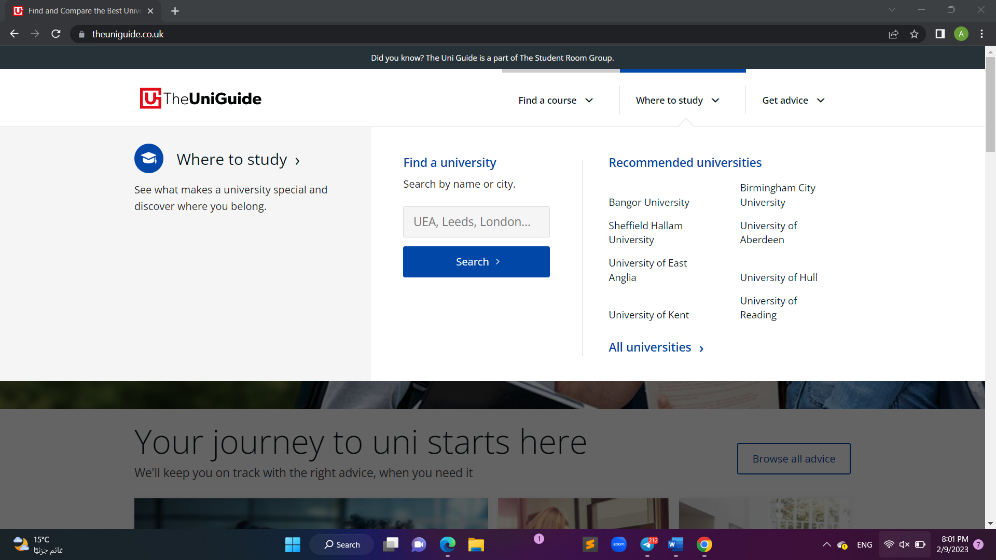 Find and Compare the Best Univ
theuniguide.co.uk
A
Did you know? The Uni Guide is a part of The Student Room Group.
TheUniGuide
Find a course
Where to study
Get advice
Where to study
See what makes a university special and
discover where you belong.
Find a university
Search by name or city.
UEA, Leeds, London...
Search
Recommended universities
Bangor University
Birmingham City
University
Sheffield Hallam
University
University of
Aberdeen
University of East
Anglia
University of Hull
University of Kent
University of
Reading
All universities
Your journey to uni starts here
We'll keep you on track with the right advice, when you need it
Browse all advice
15°C
غائم جزئيًا
Search
1
zoom
ENG
8:01 PM
2/9/2023
7